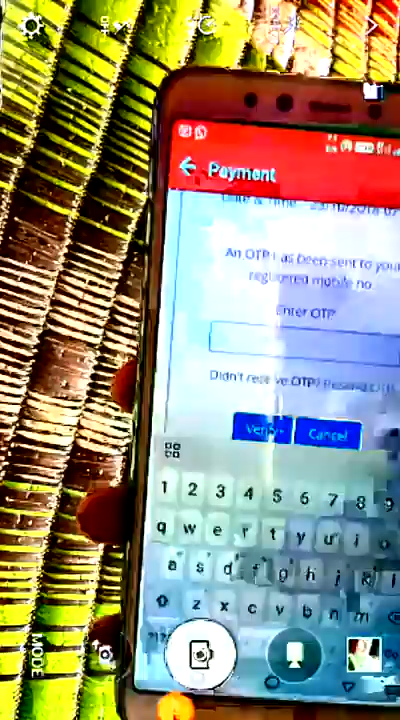 Payment
An OTP has been sent to your
registered mobile no
Enter OTP
Didn't receive OTP? Resend OTP
Verify Cancel
1 2 3 4 5 6 7 8 9
q w e r t y u i o
a s d f g h j k l
z x c v b n m
?123
MODE